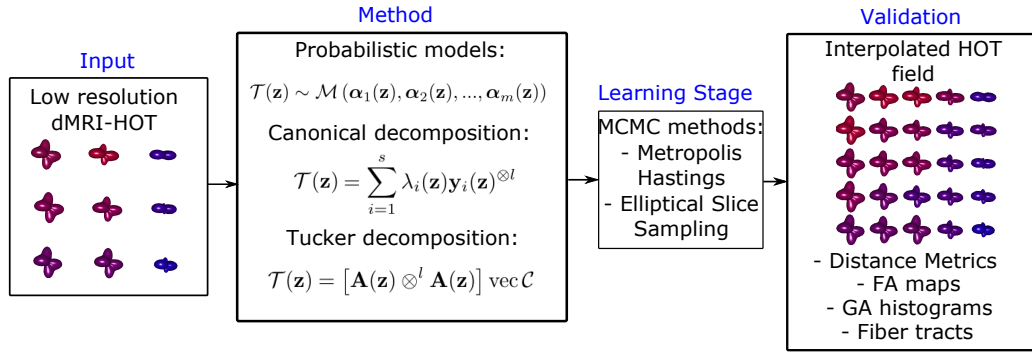 Input
Low resolution
dMRI-HOT
Method
Probabilistic models:
𝒯(𝐳) ∼ ℳ (𝜶₁(𝐳), 𝜶₂(𝐳), ..., 𝜶ₘ(𝐳))
Canonical decomposition:
𝒯(𝐳) = ∑_{i=1}^{s} λᵢ(𝐳)𝐲ᵢ(𝐳)^{⊗l}
Tucker decomposition:
𝒯(𝐳) = [𝐀(𝐳) ⊗^l 𝐀(𝐳)] vec 𝒞
Learning Stage
MCMC methods:
- Metropolis
Hastings
- Elliptical Slice
Sampling
Validation
Interpolated HOT
field
- Distance Metrics
- FA maps
- GA histograms
- Fiber tracts